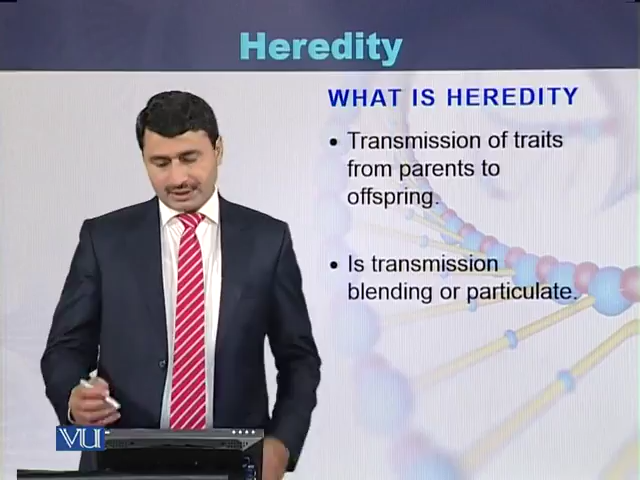 Heredity
WHAT IS HEREDITY
• Transmission of traits
from parents to
offspring.
• Is transmission
blending or particulate.
VU